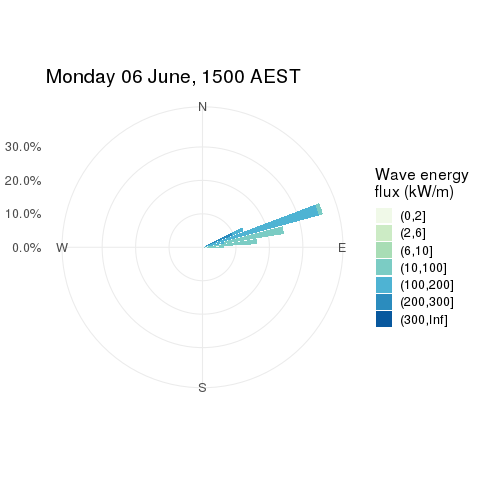 Monday 06 June, 1500 AEST
N
30.0%
20.0%
10.0%
0.0%
W
E
S
Wave energy
flux (kW/m)
(0,2]
(2,6]
(6,10]
(10,100]
(100,200]
(200,300]
(300,Inf]